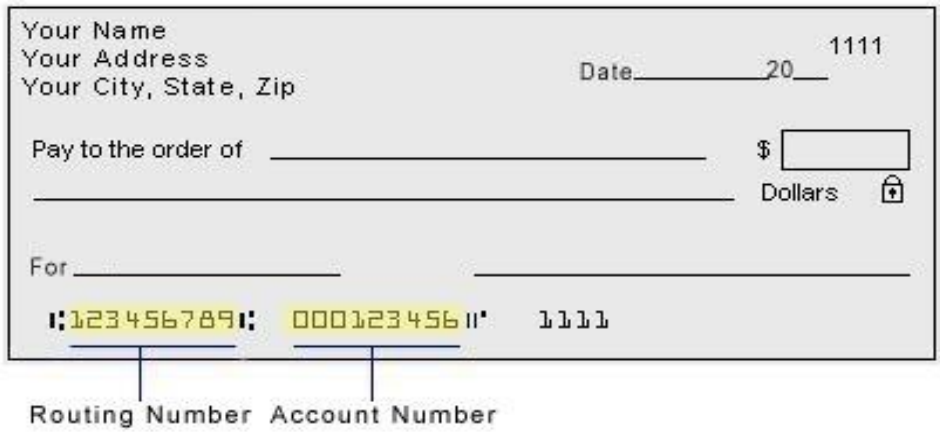 Your Name
Your Address
Your City, State, Zip
1111
Date 20
Pay to the order of $
Dollars
For
⑆123456789⑆ 000123456⑈ 1111
Routing Number Account Number